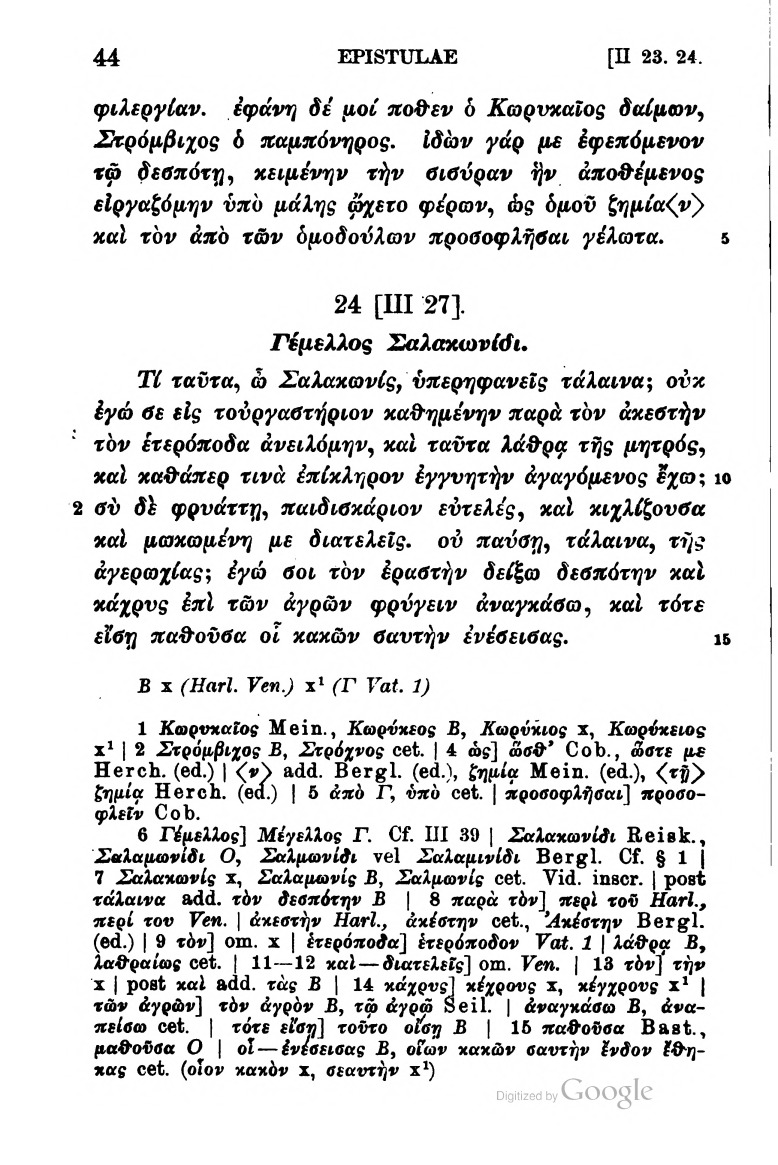 44 EPISTULAE [II 23. 24.
φιλεργίαν. ἐφάνη δέ μοί ποθεν ὁ Κωρυκαῖος δαίμων,
Στρόμβιχος ὁ παμπόνηρος. ἰδὼν γάρ με ἐφεπόμενον
τῷ δεσπότῃ, κειμένην τὴν σισύραν ἣν ἀποθέμενος
εἰργαζόμην ὑπὸ μάλης ᾤχετο φέρων, ὡς ὁμοῦ ζημία⟨ν⟩
καὶ τὸν ἀπὸ τῶν ὁμοδούλων προσοφλῆσαι γέλωτα. 5
24 [III 27].
Γέμελλος Σαλακωνίδι.
Τί ταῦτα, ὦ Σαλακωνίς, ὑπερηφανεῖς τάλαινα; οὐκ
ἐγώ σε εἰς τοὐργαστήριον καθημένην παρὰ τὸν ἀκεστὴν
τὸν ἑτερόποδα ἀνειλόμην, καὶ ταῦτα λάθρᾳ τῆς μητρός,
καὶ καθάπερ τινὰ ἐπίκληρον ἐγγυητὴν ἀγαγόμενος ἔχω; 10
2 σὺ δὲ φρυάττῃ, παιδισκάριον εὐτελές, καὶ κιχλίζουσα
καὶ μωκωμένη με διατελεῖς. οὐ παύσῃ, τάλαινα, τῆς
ἀγερωχίας; ἐγώ σοι τὸν ἐραστὴν δείξω δεσπότην καὶ
κάχρυς ἐπὶ τῶν ἀγρῶν φρύγειν ἀναγκάσω, καὶ τότε
εἴσῃ παθοῦσα οἷ κακῶν σαυτὴν ἐνέσεισας. 15
B x (Harl. Ven.) x¹ (Γ Vat. 1)
1 Κωρυκαῖος Mein., Κωρύκεος B, Κωρύκιος x, Κωρύκειος
x¹ | 2 Στρόμβιχος B, Στρόχνος cet. | 4 ὡς] ὥσθ’ Cob., ὥστε με
Herch. (ed.) | ⟨ν⟩ add. Bergl. (ed.), ζημίᾳ Mein. (ed.), ⟨τῇ⟩
ζημίᾳ Herch. (ed.) | 5 ἀπὸ Γ, ὑπὸ cet. | προσοφλῆσαι] προσο-
φλεῖν Cob.
6 Γέμελλος] Μέγελλος Γ. Cf. III 39 | Σαλακωνίδι Reisk.,
Σαλαμωνίδι O, Σαλμωνίδι vel Σαλαμινίδι Bergl. Cf. § 1 |
7 Σαλακωνίς x, Σαλαμωνίς B, Σαλμωνίς cet. Vid. inscr. | post
τάλαινα add. τὸν δεσπότην B | 8 παρὰ τὸν] περὶ τοῦ Harl.,
περί του Ven. | ἀκεστὴν Harl., ἀκέστην cet., Ἀκέστην Bergl.
(ed.) | 9 τὸν] om. x | ἑτερόποδα] ἑτερόποδον Vat. 1 | λάθρᾳ B,
λαθραίως cet. | 11—12 καὶ—διατελεῖς] om. Ven. | 13 τὸν] τὴν
x | post καὶ add. τὰς B | 14 κάχρυς] κέχρους x, κέγχρους x¹ |
τῶν ἀγρῶν] τὸν ἀγρὸν B, τῷ ἀγρῷ Seil. | ἀναγκάσω B, ἀνα-
πείσω cet. | τότε εἴσῃ] τοῦτο οἴσῃ B | 15 παθοῦσα Bast.,
μαθοῦσα O | οἷ—ἐνέσεισας B, οἵων κακῶν σαυτὴν ἔνδον ἔθη-
κας cet. (οἷον κακὸν x, σεαυτὴν x¹)
Digitized by Google